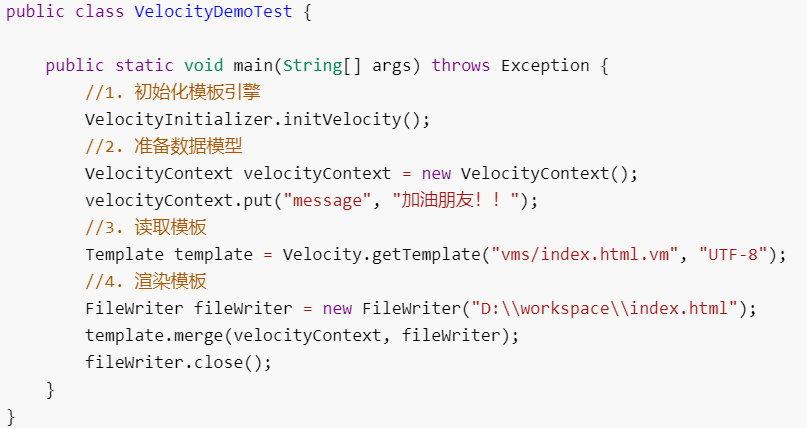 public class VelocityDemoTest {
public static void main(String[] args) throws Exception {
//1. 初始化模板引擎
VelocityInitializer.initVelocity();
//2. 准备数据模型
VelocityContext velocityContext = new VelocityContext();
velocityContext.put("message", "加油朋友！！");
//3. 读取模板
Template template = Velocity.getTemplate("vms/index.html.vm", "UTF-8");
//4. 渲染模板
FileWriter fileWriter = new FileWriter("D:\\workspace\\index.html");
template.merge(velocityContext, fileWriter);
fileWriter.close();
}
}